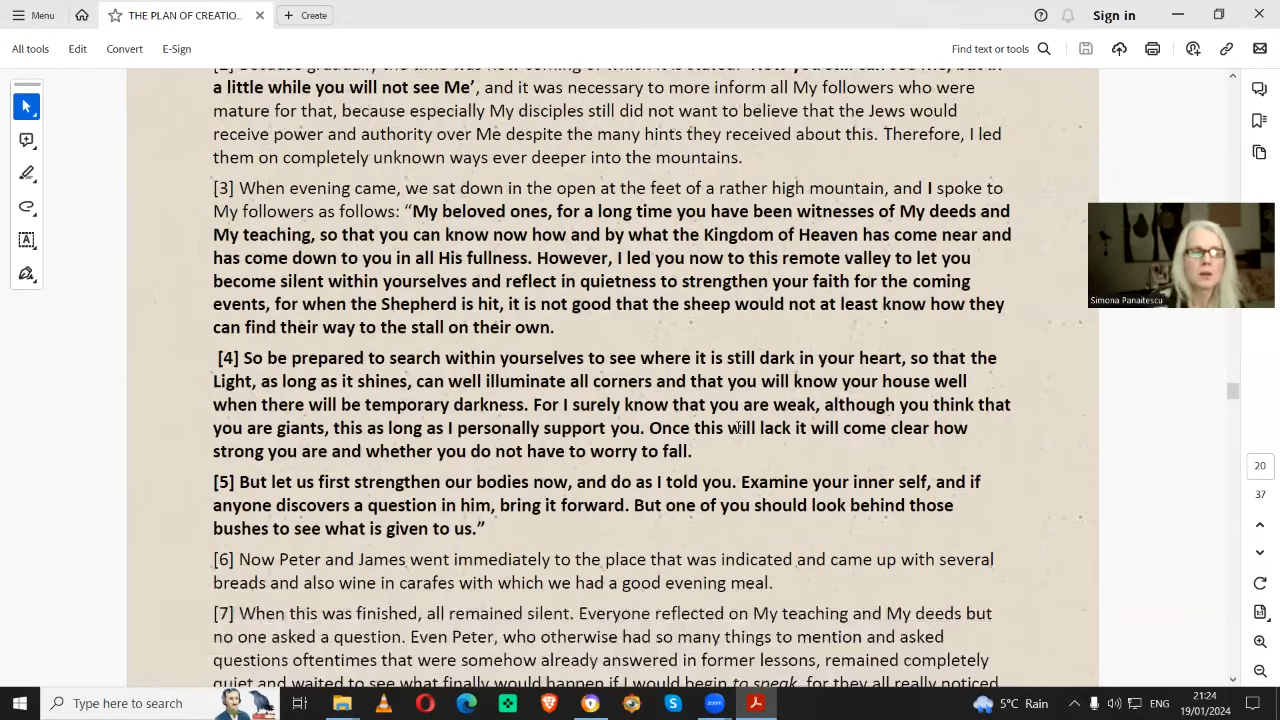 Menu
THE PLAN OF CREATIO...
Create
Sign in
All tools
Edit
Convert
E-Sign
Find text or tools
a little while you will not see Me’, and it was necessary to more inform all My followers who were
mature for that, because especially My disciples still did not want to believe that the Jews would
receive power and authority over Me despite the many hints they received about this. Therefore, I led
them on completely unknown ways ever deeper into the mountains.
[3] When evening came, we sat down in the open at the feet of a rather high mountain, and I spoke to
My followers as follows: “My beloved ones, for a long time you have been witnesses of My deeds and
My teaching, so that you can know now how and by what the Kingdom of Heaven has come near and
has come down to you in all His fullness. However, I led you now to this remote valley to let you
become silent within yourselves and reflect in quietness to strengthen your faith for the coming
events, for when the Shepherd is hit, it is not good that the sheep would not at least know how they
can find their way to the stall on their own.
[4] So be prepared to search within yourselves to see where it is still dark in your heart, so that the
Light, as long as it shines, can well illuminate all corners and that you will know your house well
when there will be temporary darkness. For I surely know that you are weak, although you think that
you are giants, this as long as I personally support you. Once this will lack it will come clear how
strong you are and whether you do not have to worry to fall.
[5] But let us first strengthen our bodies now, and do as I told you. Examine your inner self, and if
anyone discovers a question in him, bring it forward. But one of you should look behind those
bushes to see what is given to us.”
[6] Now Peter and James went immediately to the place that was indicated and came up with several
breads and also wine in carafes with which we had a good evening meal.
[7] When this was finished, all remained silent. Everyone reflected on My teaching and My deeds but
no one asked a question. Even Peter, who otherwise had so many things to mention and asked
questions oftentimes that were somehow already answered in former lessons, remained completely
quiet and waited to see what finally would happen if I would begin to speak, for they all really noticed
Simona Panaitescu
20
37
Type here to search
zoom
5°C Rain
ENG
21:24
19/01/2024